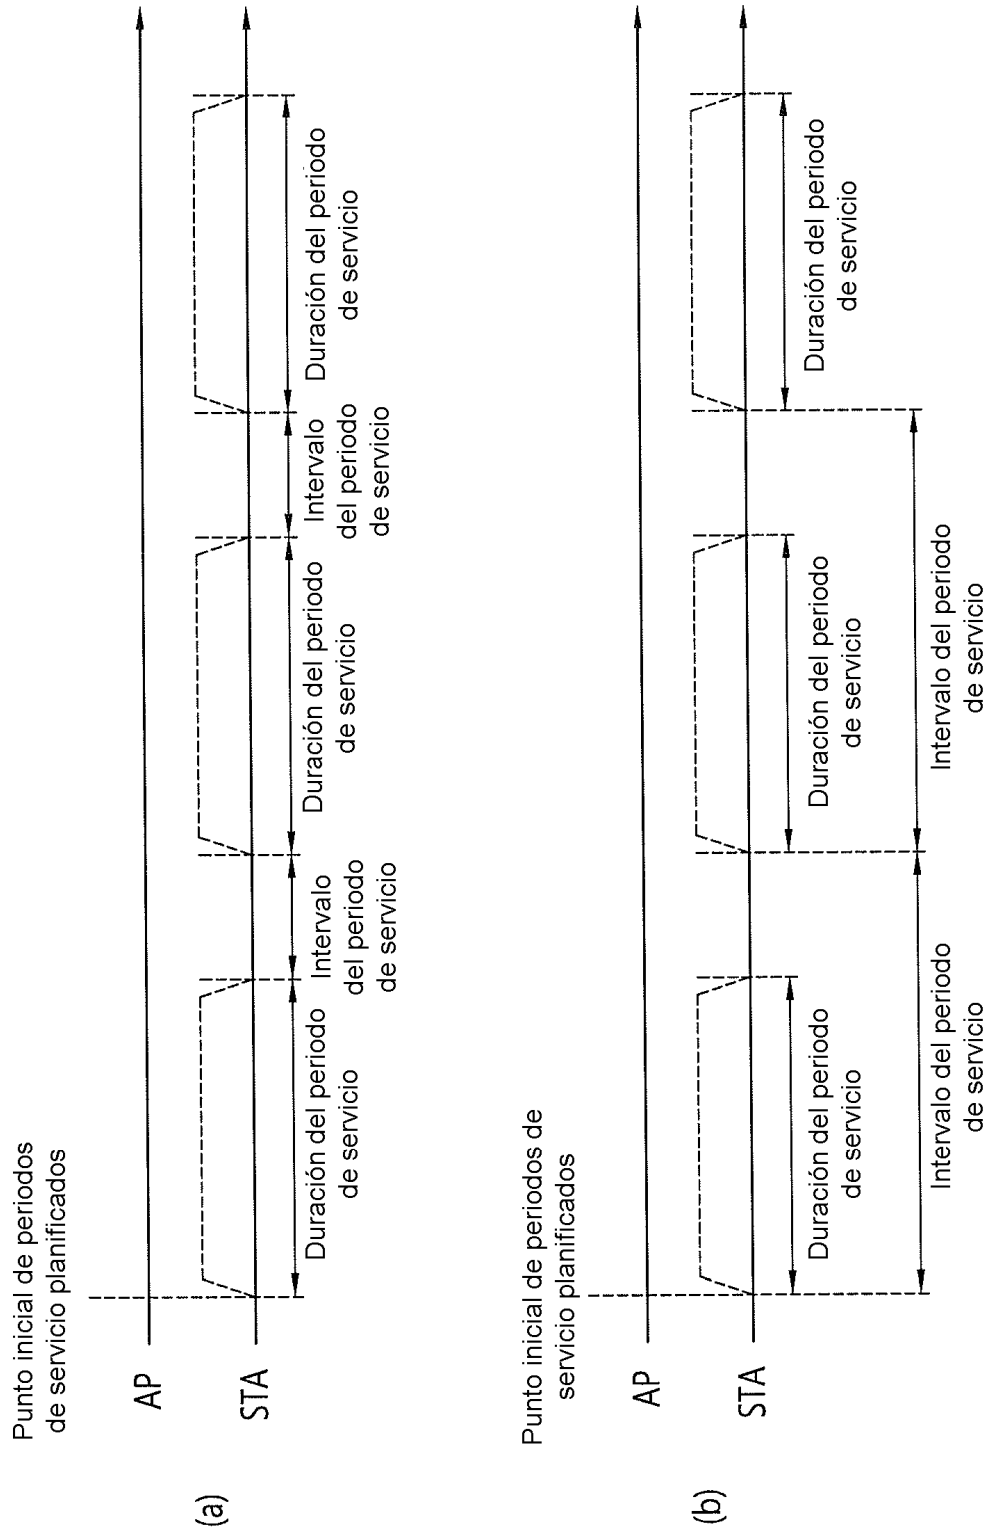 (a)
Punto inicial de periodos
de servicio planificados
AP
STA
Duración del periodo
de servicio
Intervalo
del periodo
de servicio
Duración del periodo
de servicio
Intervalo
del periodo
de servicio
Duración del periodo
de servicio
(b)
Punto inicial de periodos de
servicio planificados
AP
STA
Duración del periodo
de servicio
Duración del periodo
de servicio
Duración del periodo
de servicio
Intervalo del periodo
de servicio
Intervalo del periodo
de servicio